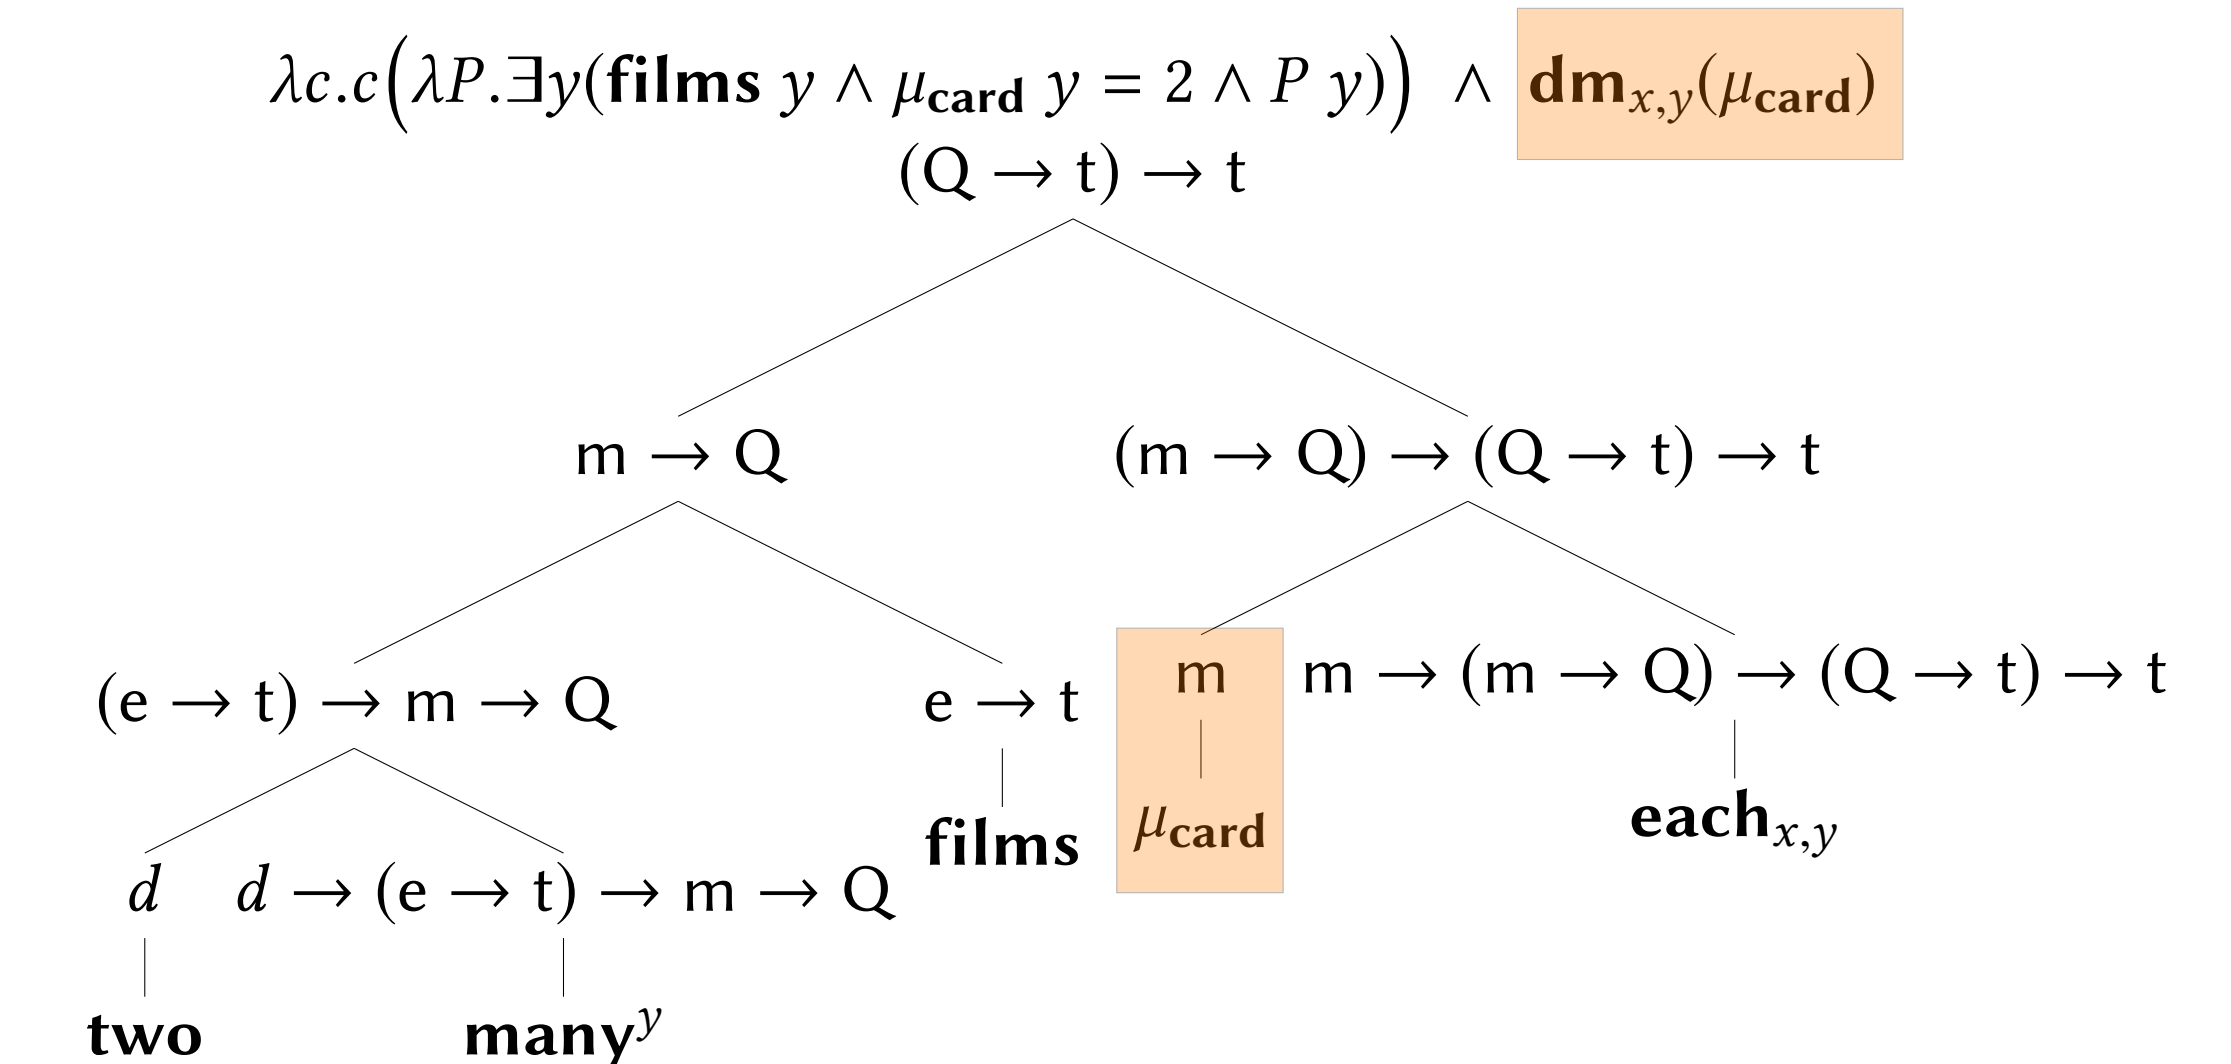 λc.c(λP.∃y(films y ∧ μcard y = 2 ∧ P y)) ∧ dmx,y(μcard)
(Q → t) → t
m → Q (m → Q) → (Q → t) → t
(e → t) → m → Q e → t m m → (m → Q) → (Q → t) → t
films μcard eachx,y
d d → (e → t) → m → Q
two manyʸ